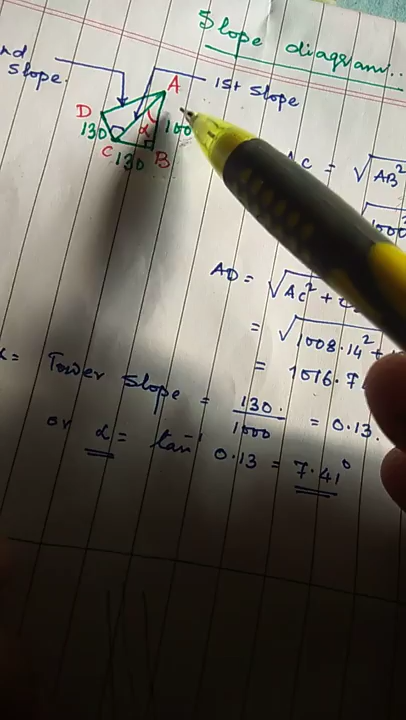 Slope diagram..
nd
slope.
1st slope
A
D
130
α
100
C
130
B
AC = √AB²
1000²
AD = √AC² +
= √1008.14² +
= 1016.7
= Tower slope = 130. / 1000 = 0.13.
or α = tan⁻¹ 0.13 = 7.41°